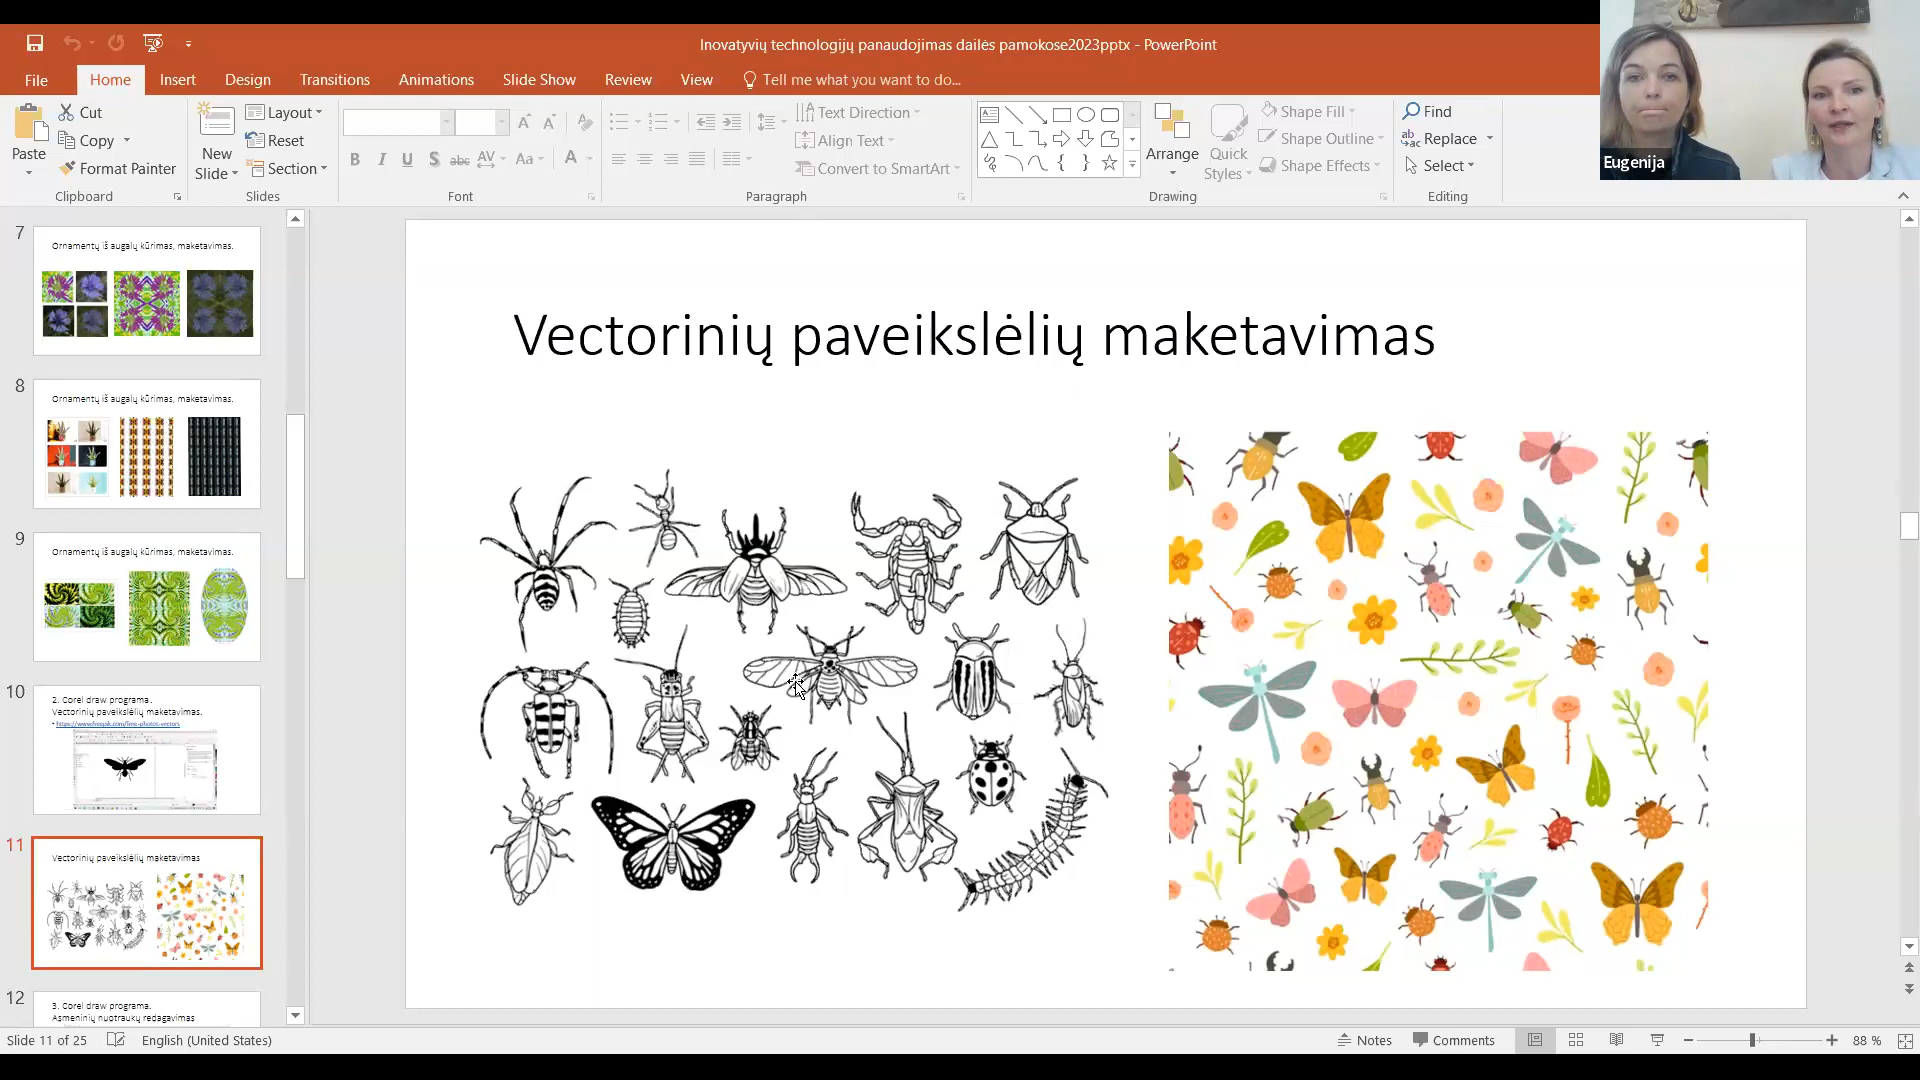 Inovatyvių technologijų panaudojimas dailės pamokose2023pptx - PowerPoint
File Home Insert Design Transitions Animations Slide Show Review View Tell me what you want to do...
Paste
Cut
Copy
Format Painter
Clipboard
New
Slide
Layout
Reset
Section
Slides
B I U S abc AV Aa A
Font
Text Direction
Align Text
Convert to SmartArt
Paragraph
Arrange
Quick
Styles
Shape Fill
Shape Outline
Shape Effects
Drawing
Find
Replace
Select
Editing
Eugenija
7
Ornamentų iš augalų kūrimas, maketavimas.
8
Ornamentų iš augalų kūrimas, maketavimas.
9
Ornamentų iš augalų kūrimas, maketavimas.
10
2. Corel draw programa.
Vectorinių paveikslėlių maketavimas.
• https://www.freepik.com/free-photos-vectors
11
Vectorinių paveikslėlių maketavimas
12
3. Corel draw programa.
Asmeninių nuotraukų redagavimas
Vectorinių paveikslėlių maketavimas
Slide 11 of 25 English (United States) Notes Comments 88 %